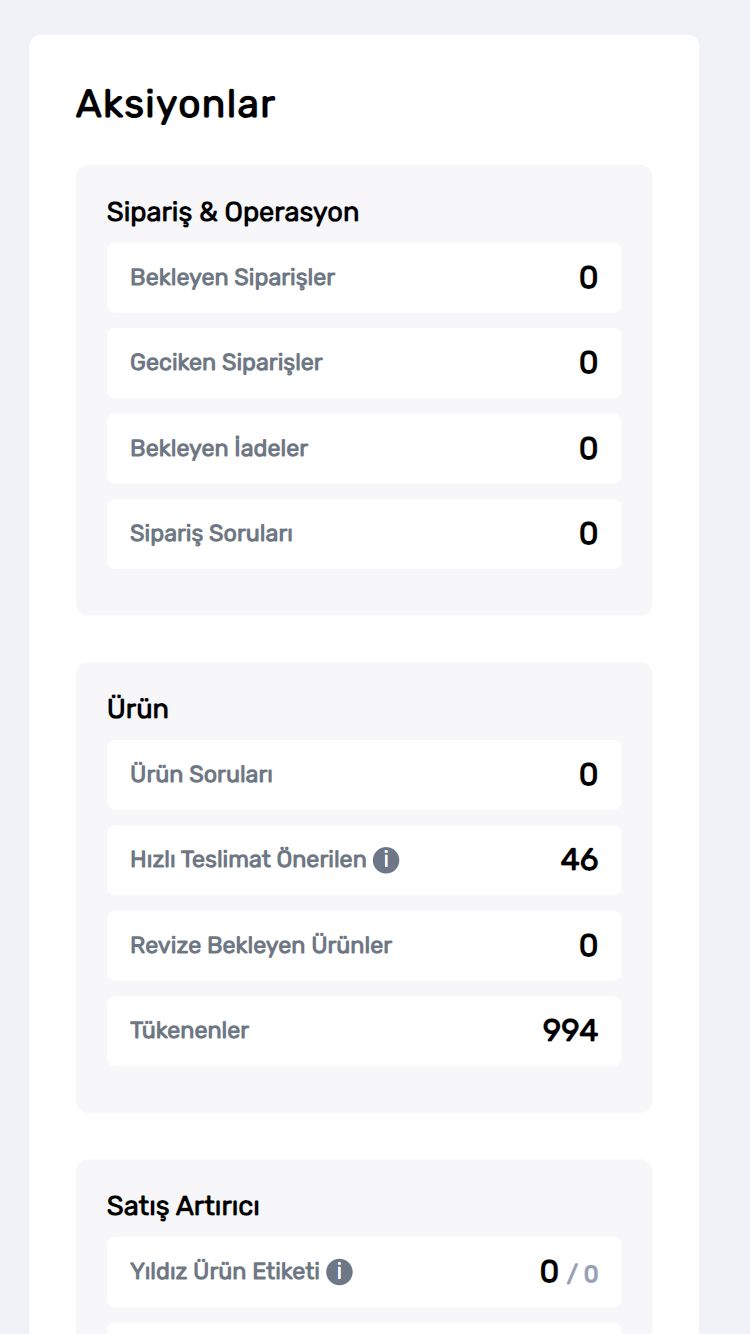 Aksiyonlar
Sipariş & Operasyon
Bekleyen Siparişler 0
Geciken Siparişler 0
Bekleyen İadeler 0
Sipariş Soruları 0
Ürün
Ürün Soruları 0
Hızlı Teslimat Önerilen i 46
Revize Bekleyen Ürünler 0
Tükenenler 994
Satış Artırıcı
Yıldız Ürün Etiketi i 0 / 0